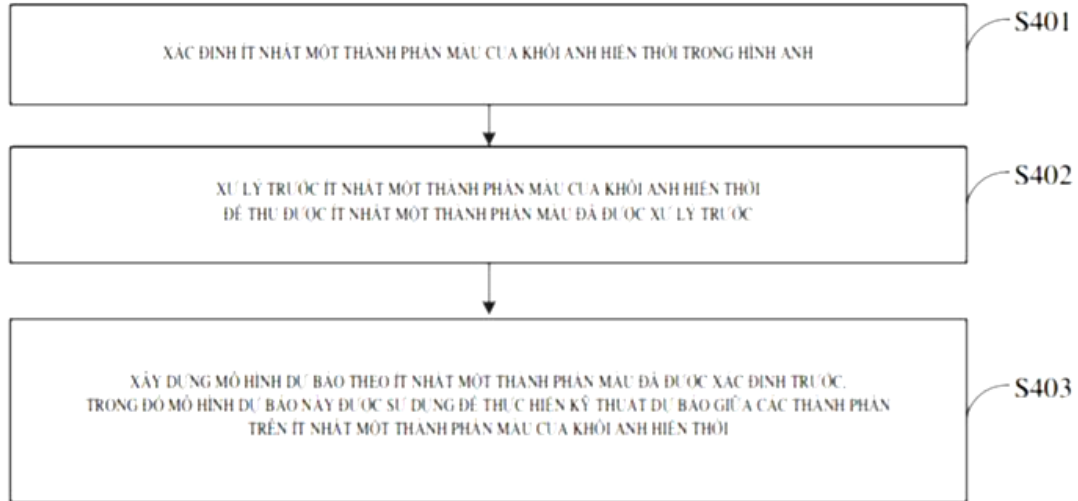 XÁC ĐỊNH ÍT NHẤT MỘT THÀNH PHẦN MÀU CỦA KHỐI ẢNH HIỆN THỜI TRONG HÌNH ẢNH
S401
XỬ LÝ TRƯỚC ÍT NHẤT MỘT THÀNH PHẦN MÀU CỦA KHỐI ẢNH HIỆN THỜI
ĐỂ THU ĐƯỢC ÍT NHẤT MỘT THÀNH PHẦN MÀU ĐÃ ĐƯỢC XỬ LÝ TRƯỚC
S402
XÂY DỰNG MÔ HÌNH DỰ BÁO THEO ÍT NHẤT MỘT THÀNH PHẦN MÀU ĐÃ ĐƯỢC XÁC ĐỊNH TRƯỚC,
TRONG ĐÓ MÔ HÌNH DỰ BÁO NÀY ĐƯỢC SỬ DỤNG ĐỂ THỰC HIỆN KỸ THUẬT DỰ BÁO GIỮA CÁC THÀNH PHẦN
TRÊN ÍT NHẤT MỘT THÀNH PHẦN MÀU CỦA KHỐI ẢNH HIỆN THỜI
S403